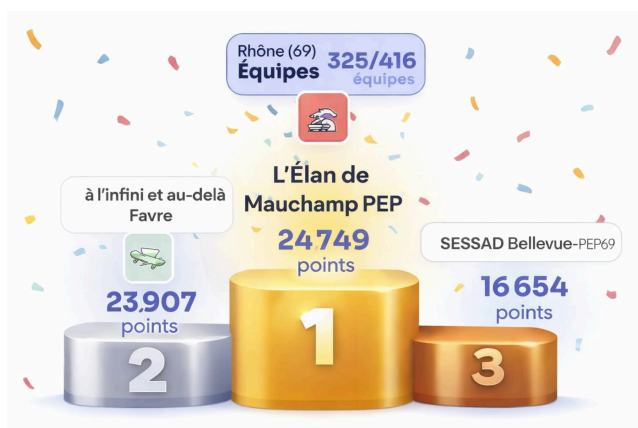 Rhône (69)
Équipes
325/416
équipes
L'Élan de
Mauchamp PEP
24 749
points
à l'infini et au-delà
Favre
23,907
points
SESSAD Bellevue-PEP69
16 654
points
2
1
3